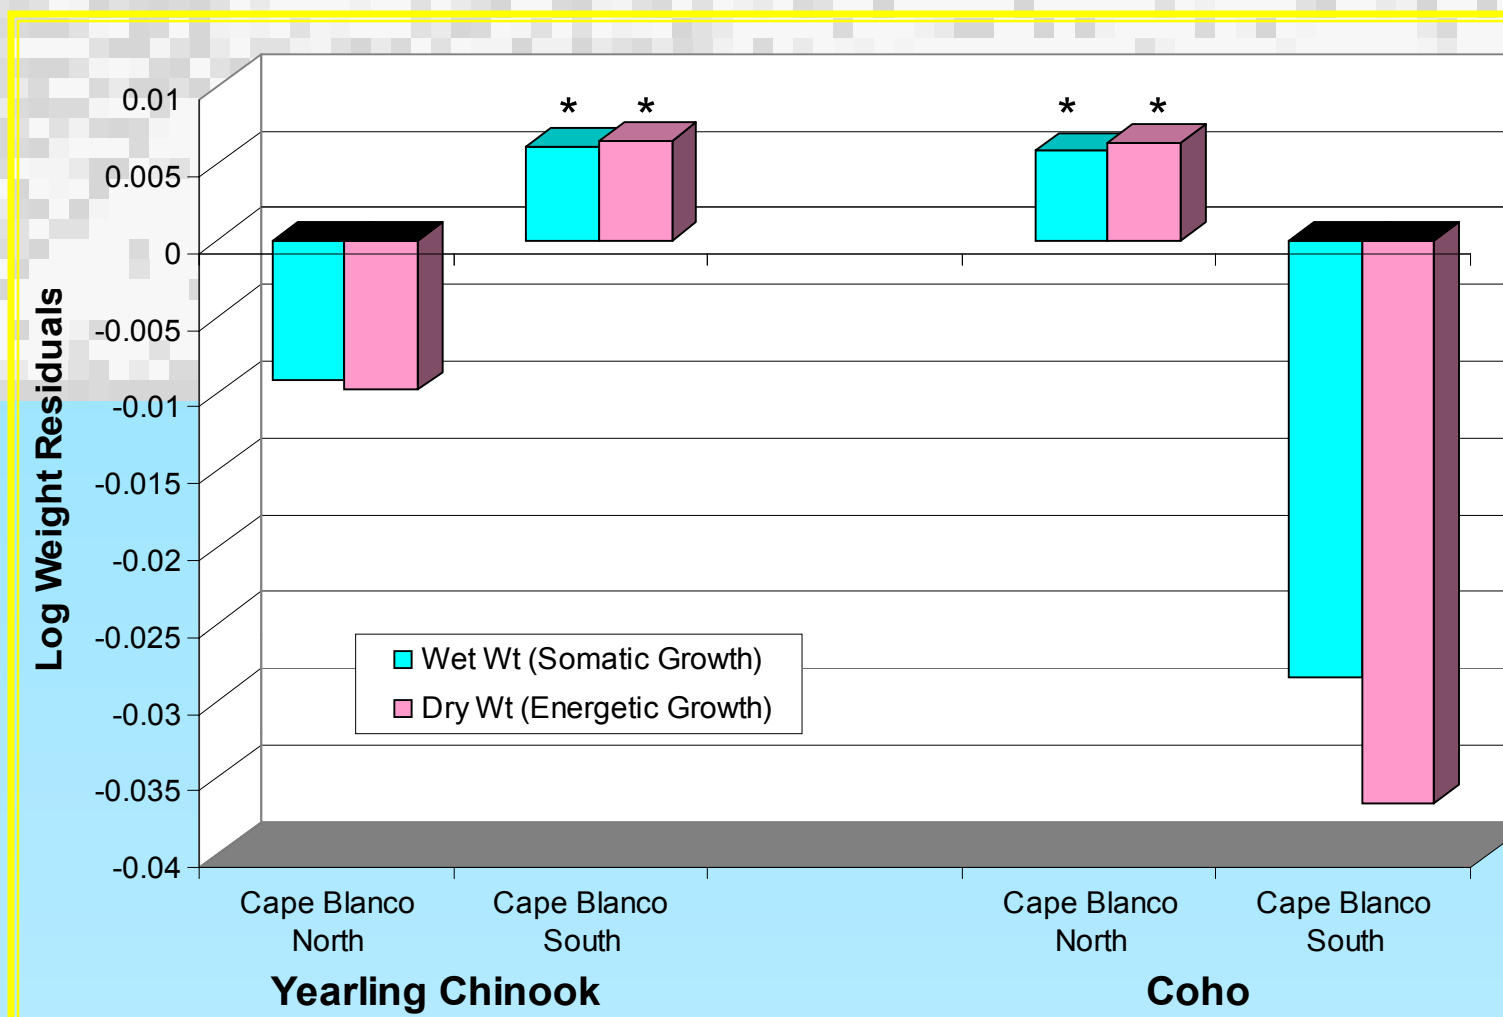 * * * *
0.01
0.005
0
-0.005
-0.01
-0.015
-0.02
-0.025
-0.03
-0.035
-0.04
Log Weight Residuals
Wet Wt (Somatic Growth)
Dry Wt (Energetic Growth)
Cape Blanco
North
Cape Blanco
South
Cape Blanco
North
Cape Blanco
South
Yearling Chinook
Coho